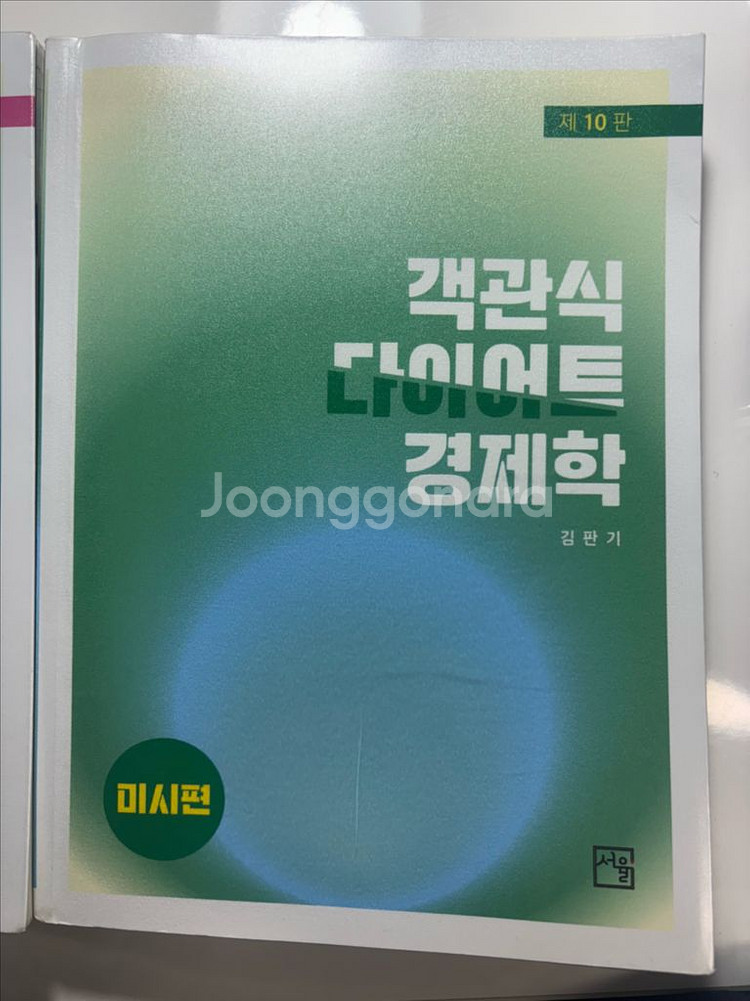 제 10 판
객관식
다이어트
경제학
Joonggonara
김판기
미시편
서율